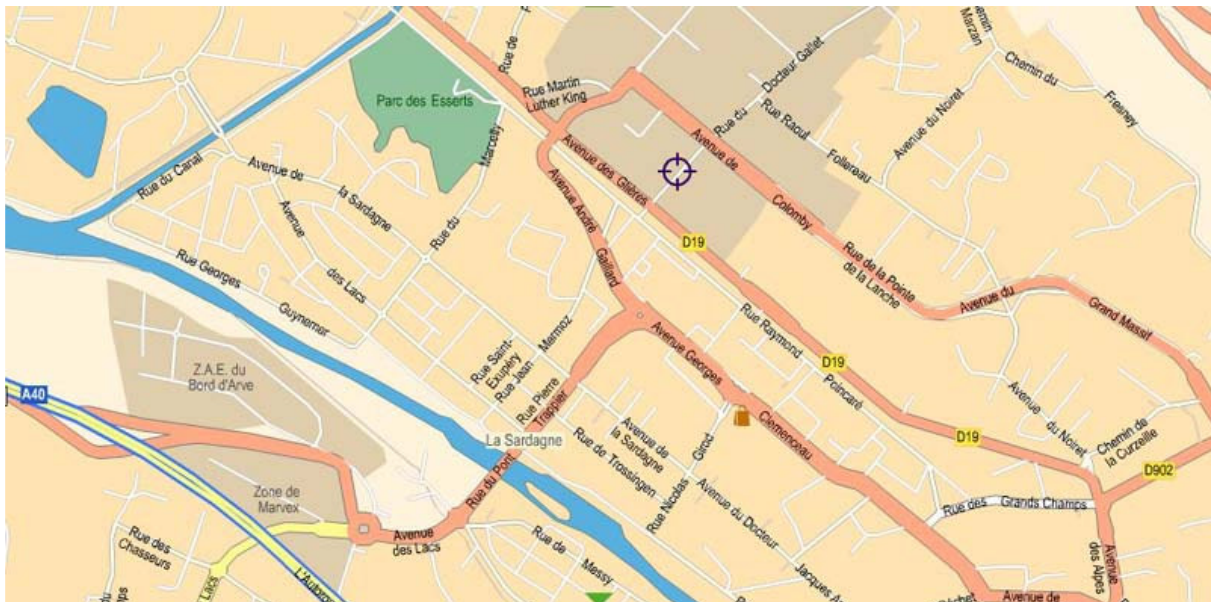 Rue de
Chemin
Marzan
Chemin du
Fresney
Parc des Esserts
Rue Martin
Luther King
Rue du
Docteur Gallet
Rue Raoul
Follereau
Avenue du Noiret
Marcelly
Rue du
Avenue des Glières
Avenue de
Colomby
Rue du Canal
Avenue de
la Sardagne
Avenue
des Lacs
Avenue André
Gaillard
D19
Rue de la Pointe
de la Lanche
Avenue du
Grand Massif
Rue Georges
Guynemer
Rue Raymond
Poincaré
D19
Mermoz
Rue Jean
Rue Saint-
Exupéry
Avenue Georges
Clemenceau
Z.A.E. du
Bord d'Arve
A40
Rue Pierre
Trappier
La Sardagne
Avenue de
la Sardagne
Rue de Trossingen
Girod
Rue Nicolas
Avenue du Noiret
D19
Chemin de
la Curzeille
D902
Rue du Pont
Zone de
Marvex
Avenue
des Lacs
Avenue du Docteur
Jacques
Rue des
Grands Champs
Rue des
Chasseurs
Lacs
Rue de
Messy
Avenue
des Alpes
Avenue de